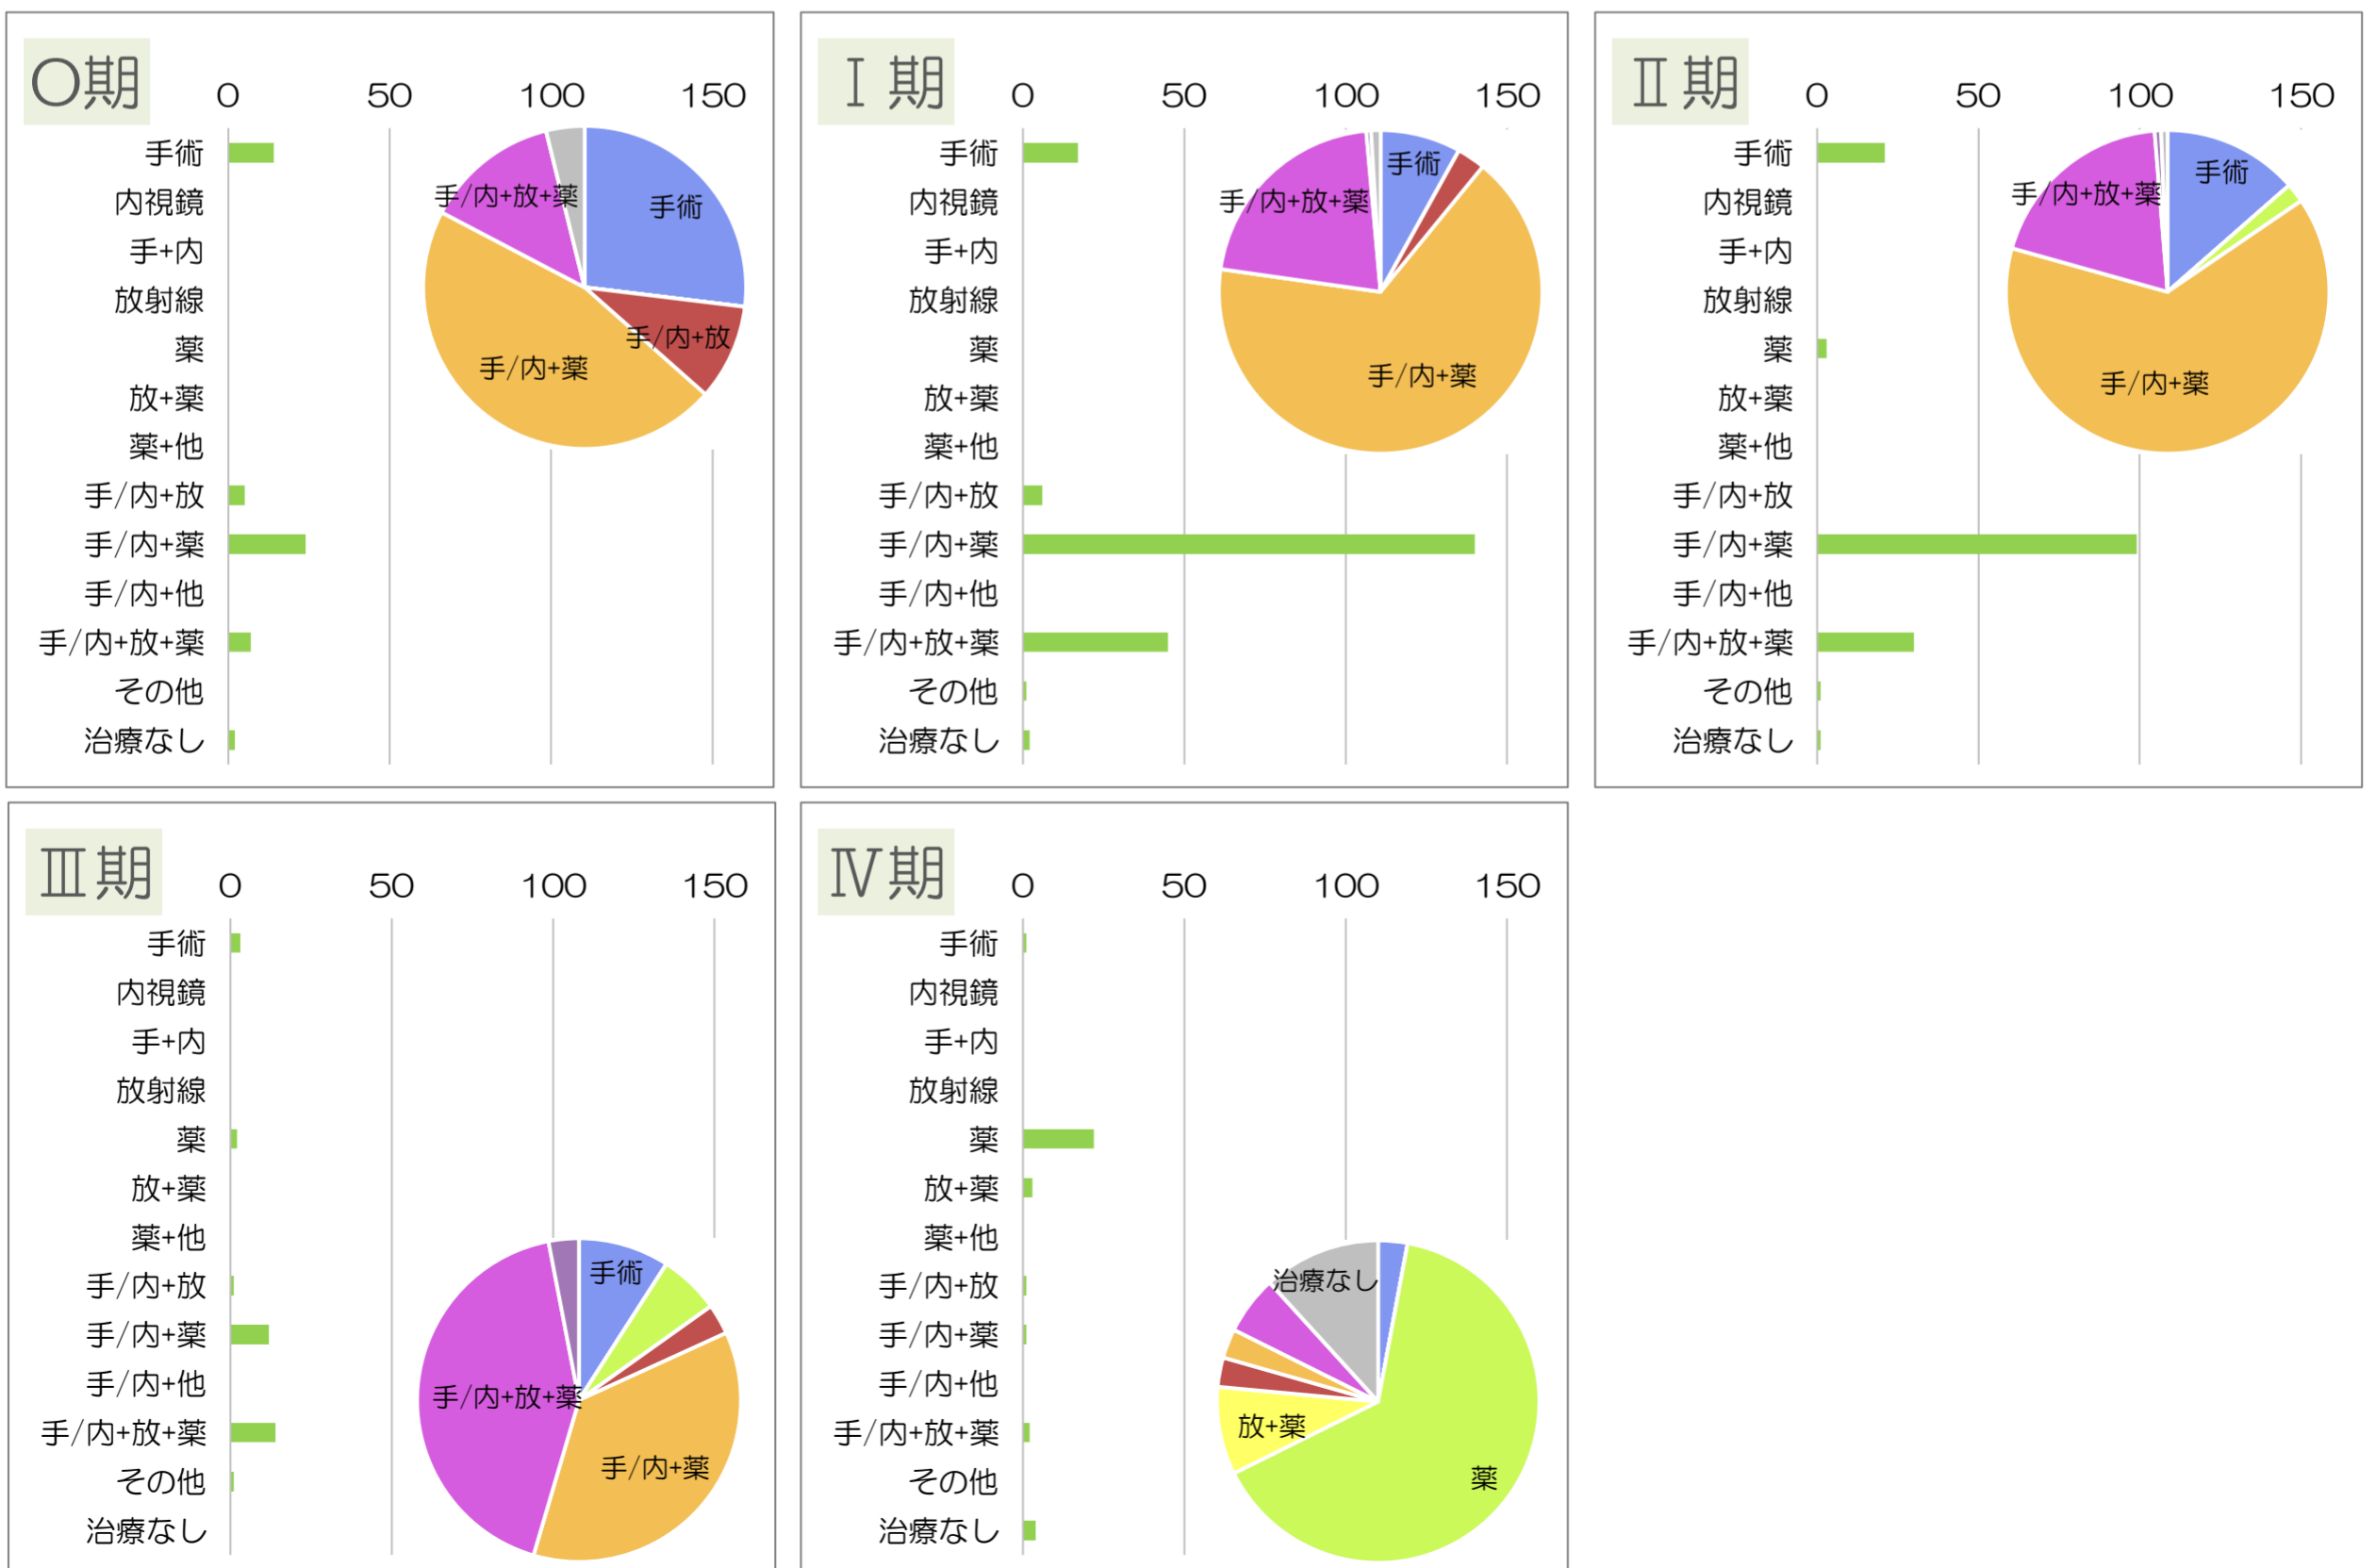 〇期
0 50 100 150
手術
内視鏡
手+内
放射線
薬
放+薬
薬+他
手/内+放
手/内+薬
手/内+他
手/内+放+薬
その他
治療なし
手術
手/内+放
手/内+薬
手/内+放+薬
Ⅰ期
0 50 100 150
手術
内視鏡
手+内
放射線
薬
放+薬
薬+他
手/内+放
手/内+薬
手/内+他
手/内+放+薬
その他
治療なし
手術
手/内+薬
手/内+放+薬
Ⅱ期
0 50 100 150
手術
内視鏡
手+内
放射線
薬
放+薬
薬+他
手/内+放
手/内+薬
手/内+他
手/内+放+薬
その他
治療なし
手術
手/内+薬
手/内+放+薬
Ⅲ期
0 50 100 150
手術
内視鏡
手+内
放射線
薬
放+薬
薬+他
手/内+放
手/内+薬
手/内+他
手/内+放+薬
その他
治療なし
手術
手/内+薬
手/内+放+薬
Ⅳ期
0 50 100 150
手術
内視鏡
手+内
放射線
薬
放+薬
薬+他
手/内+放
手/内+薬
手/内+他
手/内+放+薬
その他
治療なし
治療なし
放+薬
薬